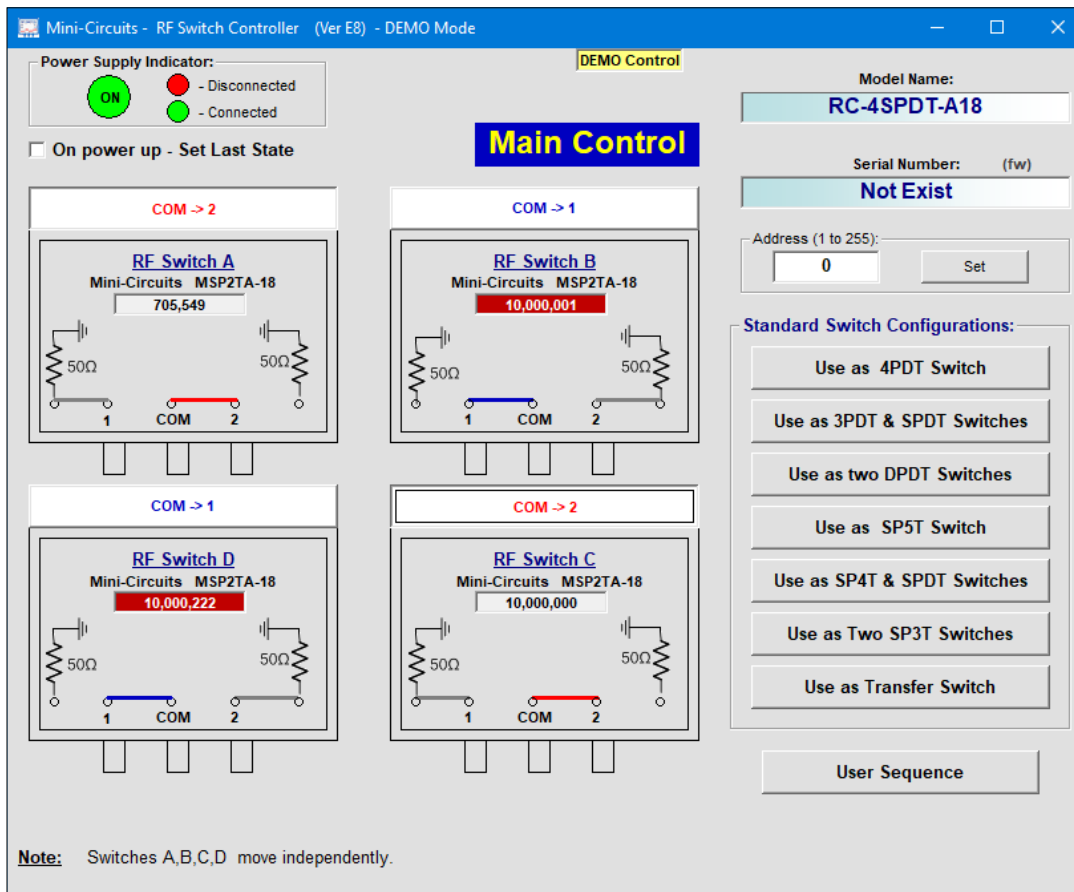 Mini-Circuits - RF Switch Controller (Ver E8) - DEMO Mode
Power Supply Indicator:
ON
- Disconnected
- Connected
DEMO Control
Model Name:
RC-4SPDT-A18
On power up - Set Last State
Main Control
Serial Number: (fw)
Not Exist
COM -> 2
COM -> 1
Address (1 to 255):
0
Set
RF Switch A
Mini-Circuits MSP2TA-18
705,549
50Ω
50Ω
1 COM 2
RF Switch B
Mini-Circuits MSP2TA-18
10,000,001
50Ω
50Ω
1 COM 2
COM -> 1
COM -> 2
RF Switch D
Mini-Circuits MSP2TA-18
10,000,222
50Ω
50Ω
1 COM 2
RF Switch C
Mini-Circuits MSP2TA-18
10,000,000
50Ω
50Ω
1 COM 2
Standard Switch Configurations:
Use as 4PDT Switch
Use as 3PDT & SPDT Switches
Use as two DPDT Switches
Use as SP5T Switch
Use as SP4T & SPDT Switches
Use as Two SP3T Switches
Use as Transfer Switch
User Sequence
Note: Switches A,B,C,D move independently.